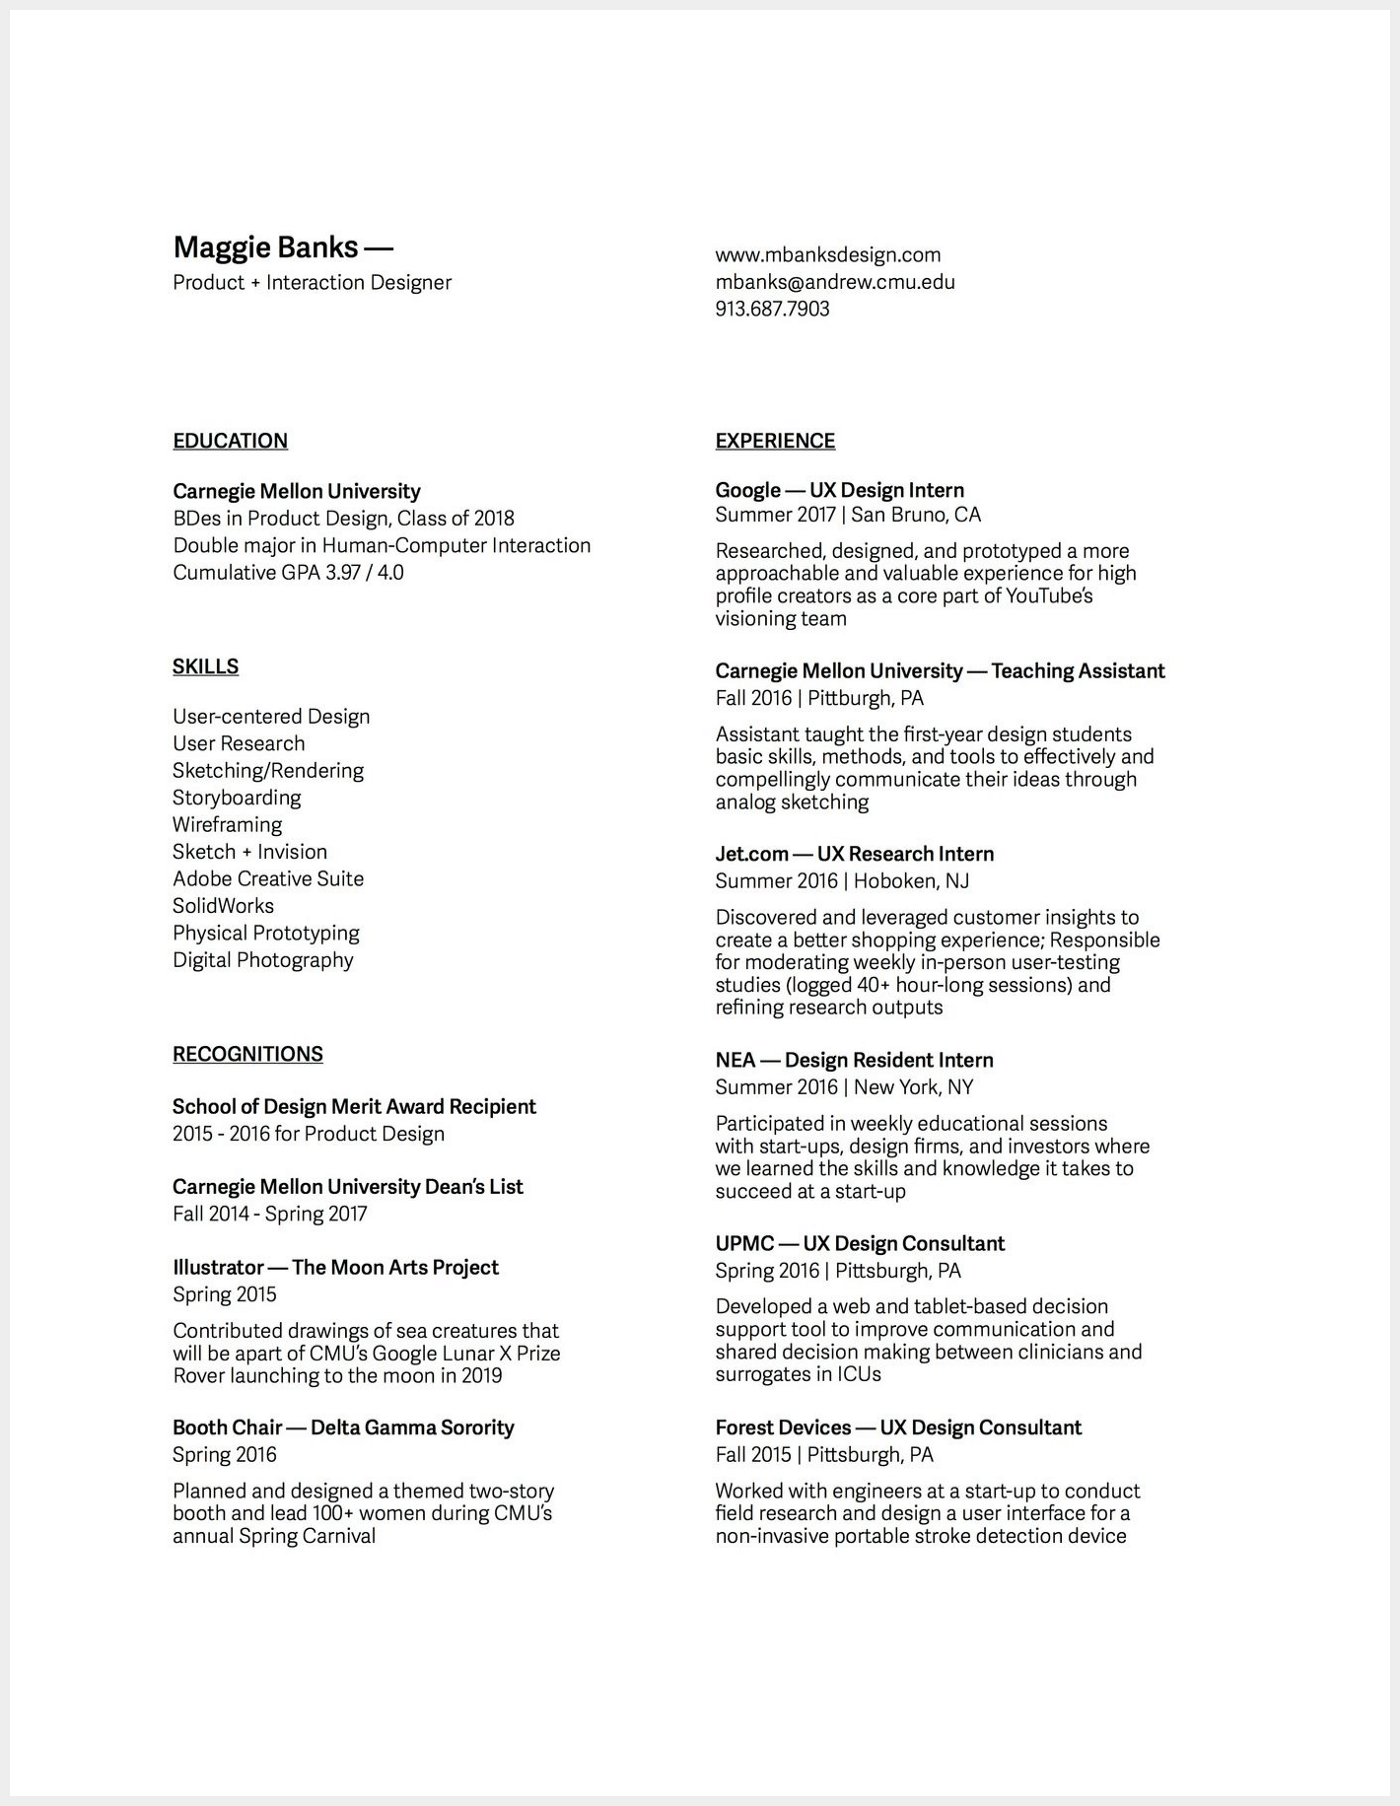 Maggie Banks —
Product + Interaction Designer
www.mbanksdesign.com
mbanks@andrew.cmu.edu
913.687.7903
EDUCATION
Carnegie Mellon University
BDes in Product Design, Class of 2018
Double major in Human-Computer Interaction
Cumulative GPA 3.97 / 4.0
SKILLS
User-centered Design
User Research
Sketching/Rendering
Storyboarding
Wireframing
Sketch + Invision
Adobe Creative Suite
SolidWorks
Physical Prototyping
Digital Photography
RECOGNITIONS
School of Design Merit Award Recipient
2015 - 2016 for Product Design
Carnegie Mellon University Dean's List
Fall 2014 - Spring 2017
Illustrator — The Moon Arts Project
Spring 2015
Contributed drawings of sea creatures that
will be apart of CMU's Google Lunar X Prize
Rover launching to the moon in 2019
Booth Chair — Delta Gamma Sorority
Spring 2016
Planned and designed a themed two-story
booth and lead 100+ women during CMU's
annual Spring Carnival
EXPERIENCE
Google — UX Design Intern
Summer 2017 | San Bruno, CA
Researched, designed, and prototyped a more
approachable and valuable experience for high
profile creators as a core part of YouTube's
visioning team
Carnegie Mellon University — Teaching Assistant
Fall 2016 | Pittburgh, PA
Assistant taught the first-year design students
basic skills, methods, and tools to effectively and
compellingly communicate their ideas through
analog sketching
Jet.com — UX Research Intern
Summer 2016 | Hoboken, NJ
Discovered and leveraged customer insights to
create a better shopping experience; Responsible
for moderating weekly in-person user-testing
studies (logged 40+ hour-long sessions) and
refining research outputs
NEA — Design Resident Intern
Summer 2016 | New York, NY
Participated in weekly educational sessions
with start-ups, design firms, and investors where
we learned the skills and knowledge it takes to
succeed at a start-up
UPMC — UX Design Consultant
Spring 2016 | Pittsburgh, PA
Developed a web and tablet-based decision
support tool to improve communication and
shared decision making between clinicians and
surrogates in ICUs
Forest Devices — UX Design Consultant
Fall 2015 | Pittsburgh, PA
Worked with engineers at a start-up to conduct
field research and design a user interface for a
non-invasive portable stroke detection device